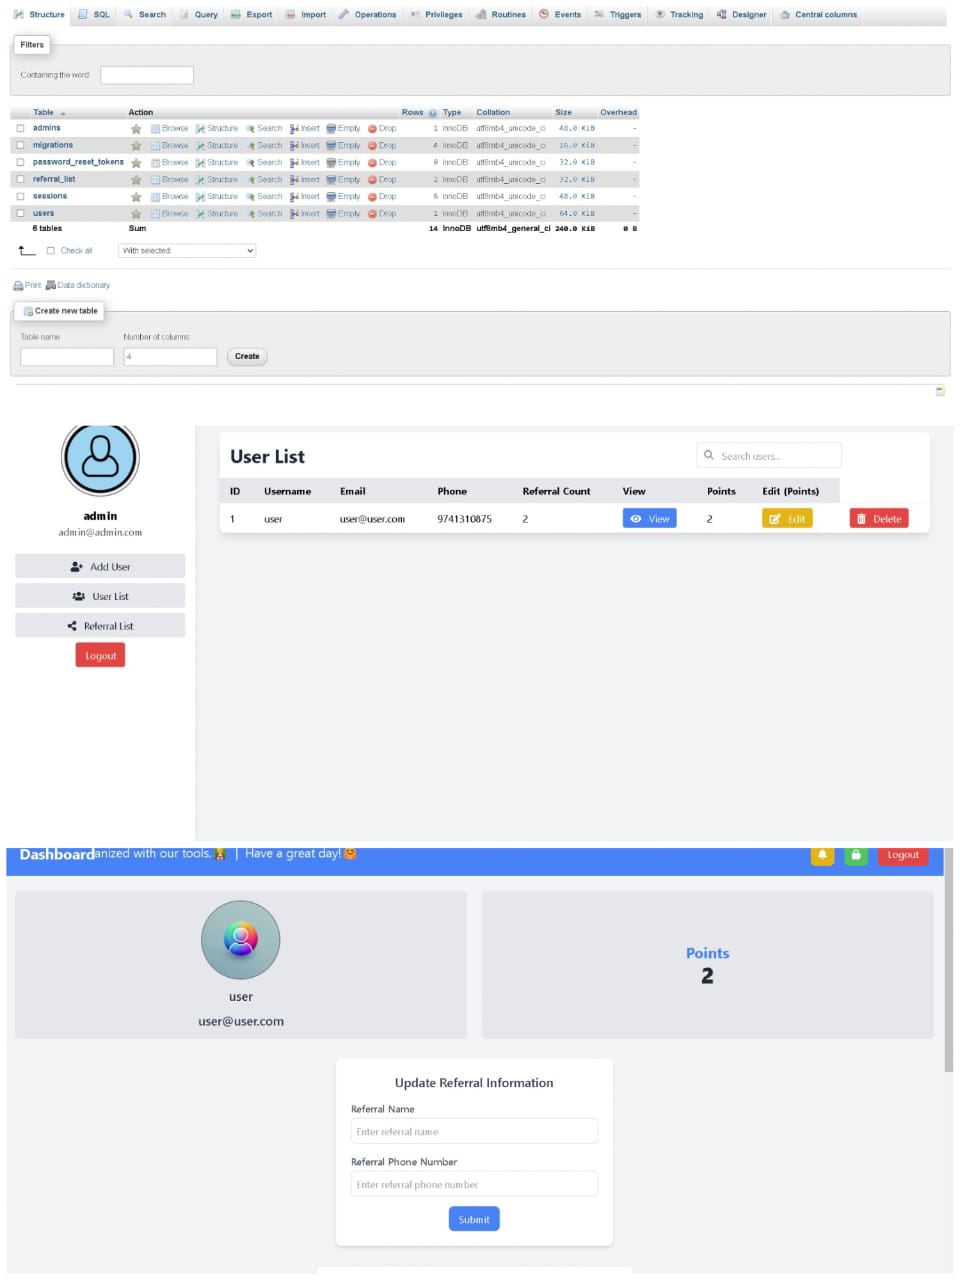 Structure SQL Search Query Export Import Operations Privileges Routines Events Triggers Tracking Designer Central columns
Filters
Containing the word:
Table Action Rows Type Collation Size Overhead
admins Browse Structure Search Insert Empty Drop 1 InnoDB utf8mb4_unicode_ci 48.0 KiB -
migrations Browse Structure Search Insert Empty Drop 4 InnoDB utf8mb4_unicode_ci 16.0 KiB -
password_reset_tokens Browse Structure Search Insert Empty Drop 0 InnoDB utf8mb4_unicode_ci 32.0 KiB -
referral_list Browse Structure Search Insert Empty Drop 2 InnoDB utf8mb4_unicode_ci 32.0 KiB -
sessions Browse Structure Search Insert Empty Drop 6 InnoDB utf8mb4_unicode_ci 48.0 KiB -
users Browse Structure Search Insert Empty Drop 1 InnoDB utf8mb4_unicode_ci 64.0 KiB -
6 tables Sum 14 InnoDB utf8mb4_general_ci 240.0 KiB 0 B
Check all With selected:
Print Data dictionary
Create new table
Table name Number of columns
4 Create
User List
Search users...
ID Username Email Phone Referral Count View Points Edit (Points)
1 user user@user.com 9741310875 2 View 2 Edit Delete
admin
admin@admin.com
Add User
User List
Referral List
Logout
Dashboard anized with our tools. | Have a great day! Logout
user
user@user.com
Points
2
Update Referral Information
Referral Name
Enter referral name
Referral Phone Number
Enter referral phone number
Submit